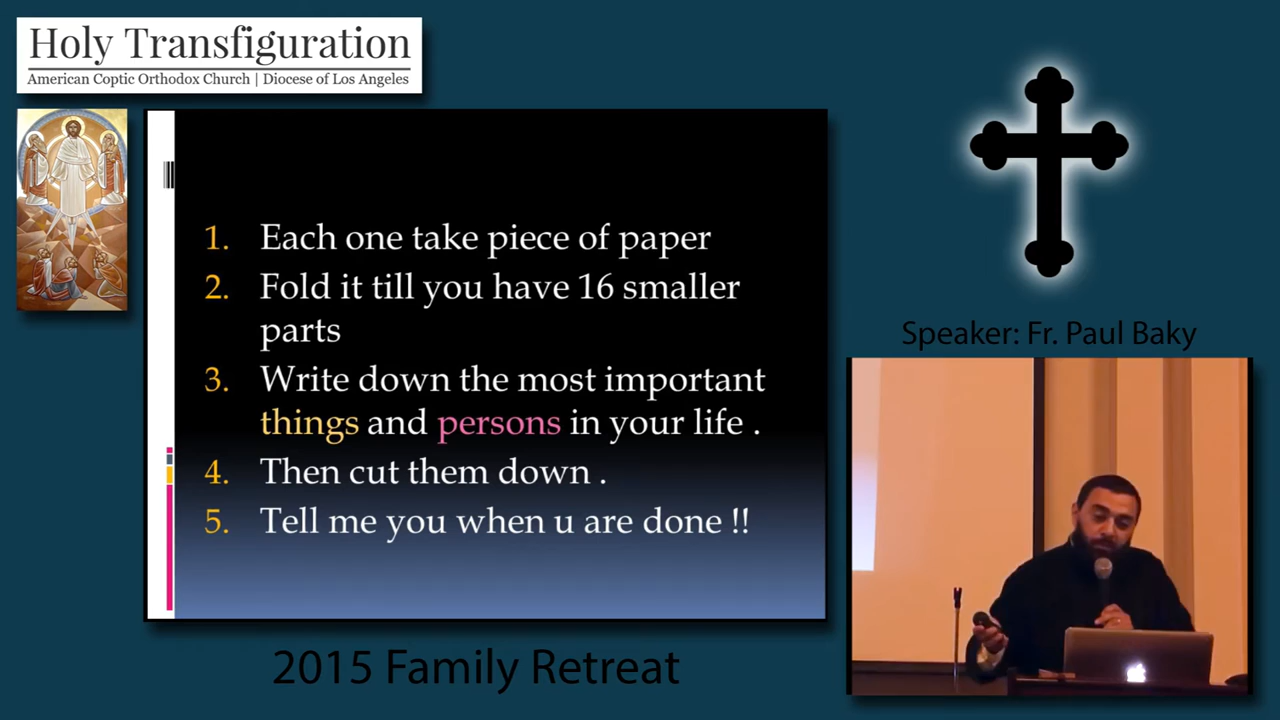 Holy Transfiguration
American Coptic Orthodox Church | Diocese of Los Angeles
1. Each one take piece of paper
2. Fold it till you have 16 smaller
parts
3. Write down the most important
things and persons in your life .
4. Then cut them down .
5. Tell me you when u are done !!
2015 Family Retreat
Speaker: Fr. Paul Baky